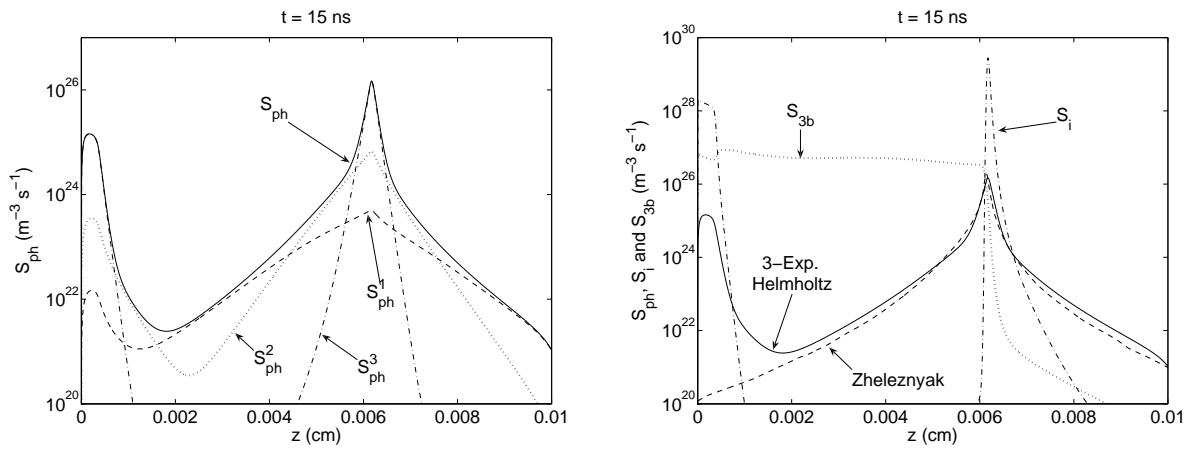 t = 15 ns
S_ph (m^−3 s^−1)
10^26
10^24
10^22
10^20
S_ph
S_ph^1
S_ph^2
S_ph^3
0
0.002
0.004
0.006
0.008
0.01
z (cm)
t = 15 ns
S_ph, S_i and S_3b (m^−3 s^−1)
10^30
10^28
10^26
10^24
10^22
10^20
S_3b
S_i
3−Exp.
Helmholtz
Zheleznyak
0
0.002
0.004
0.006
0.008
0.01
z (cm)